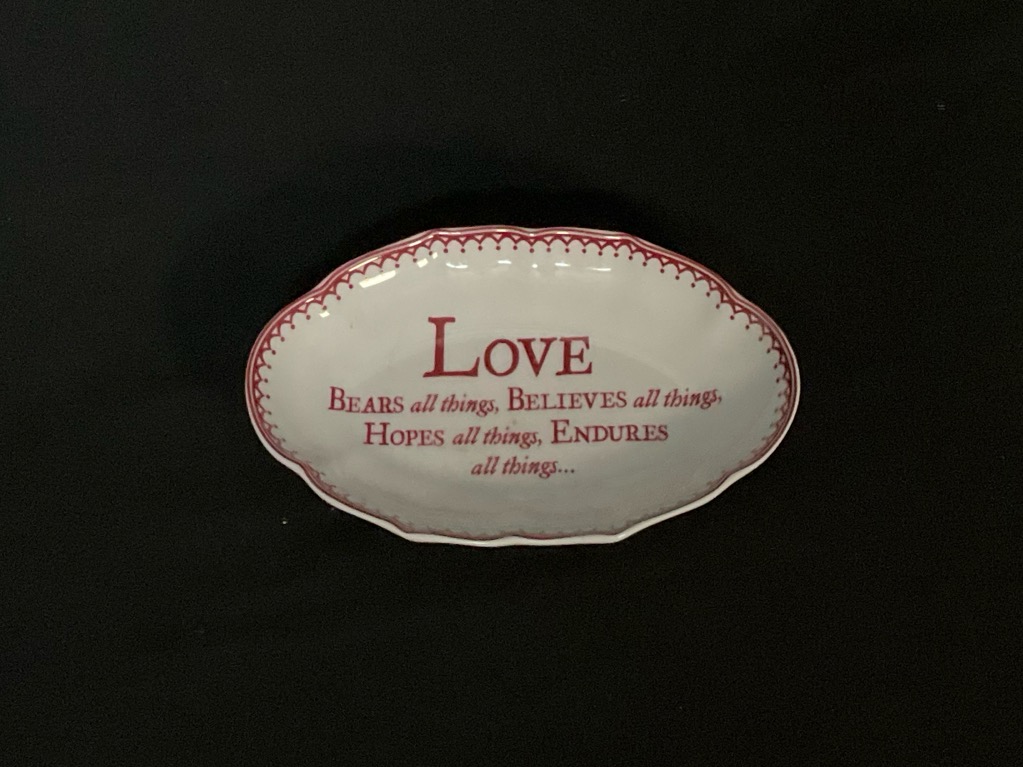 LOVE
BEARS all things, BELIEVES all things,
HOPES all things, ENDURES
all things...